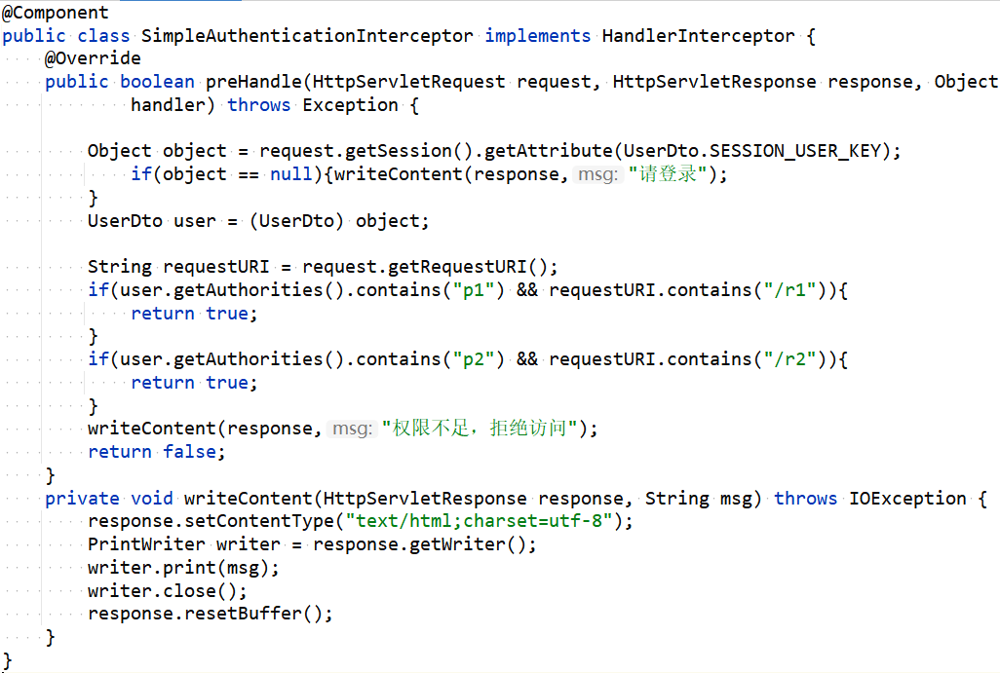 @Component
public class SimpleAuthenticationInterceptor implements HandlerInterceptor {
    @Override
    public boolean preHandle(HttpServletRequest request, HttpServletResponse response, Object
            handler) throws Exception {

        Object object = request.getSession().getAttribute(UserDto.SESSION_USER_KEY);
            if(object == null){writeContent(response, msg: "请登录");
        }
        UserDto user = (UserDto) object;

        String requestURI = request.getRequestURI();
        if(user.getAuthorities().contains("p1") && requestURI.contains("/r1")){
            return true;
        }
        if(user.getAuthorities().contains("p2") && requestURI.contains("/r2")){
            return true;
        }
        writeContent(response, msg: "权限不足，拒绝访问");
        return false;
    }
    private void writeContent(HttpServletResponse response, String msg) throws IOException {
        response.setContentType("text/html;charset=utf-8");
        PrintWriter writer = response.getWriter();
        writer.print(msg);
        writer.close();
        response.resetBuffer();
    }
}